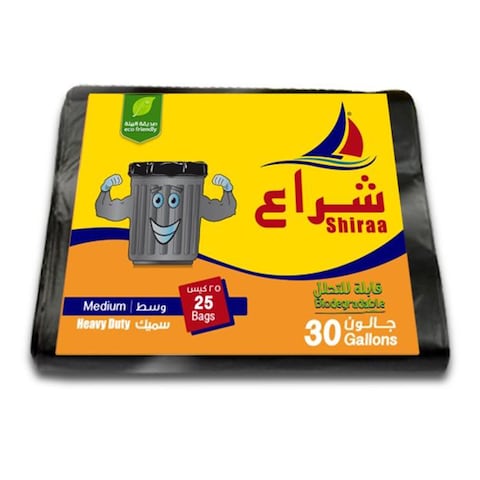 صديقة البيئة
eco friendly
شراع
Shiraa
قابلة للتحلل
Biodegradable
Medium | وسط
Heavy Duty سميك
٢٥ كيس
25
Bags
30 جالون
Gallons